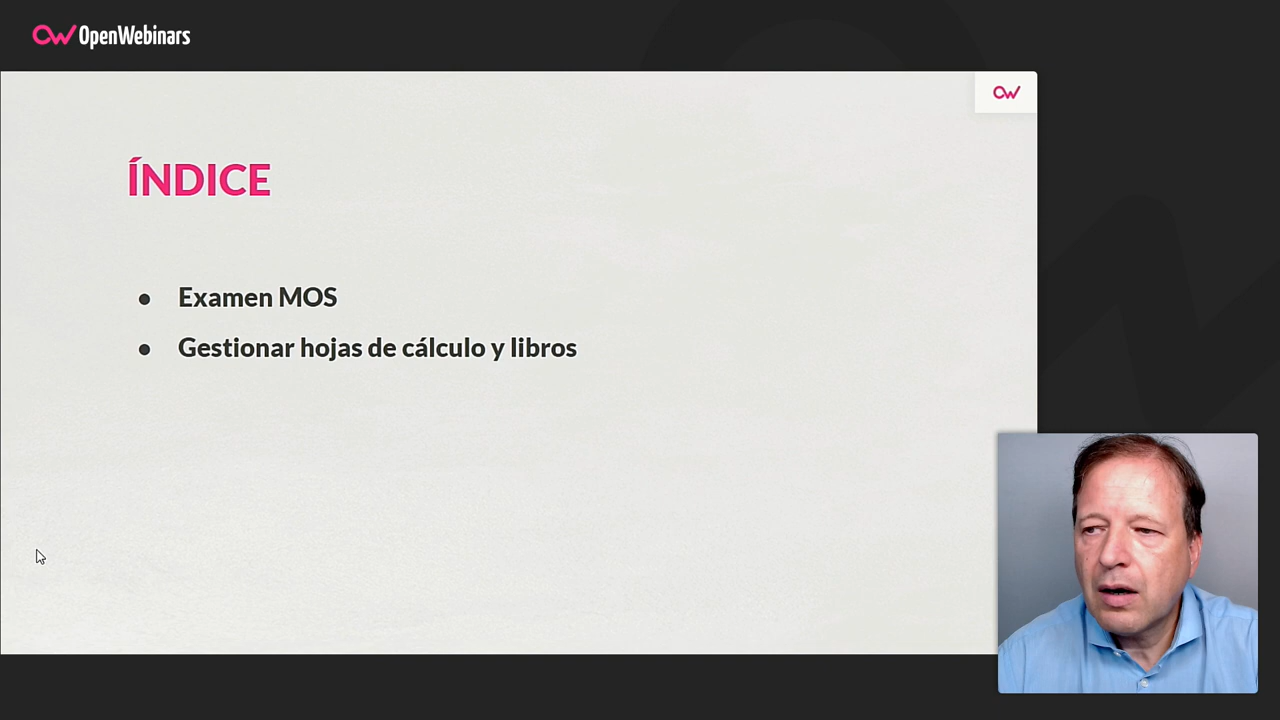 OpenWebinars
ÍNDICE
● Examen MOS
● Gestionar hojas de cálculo y libros